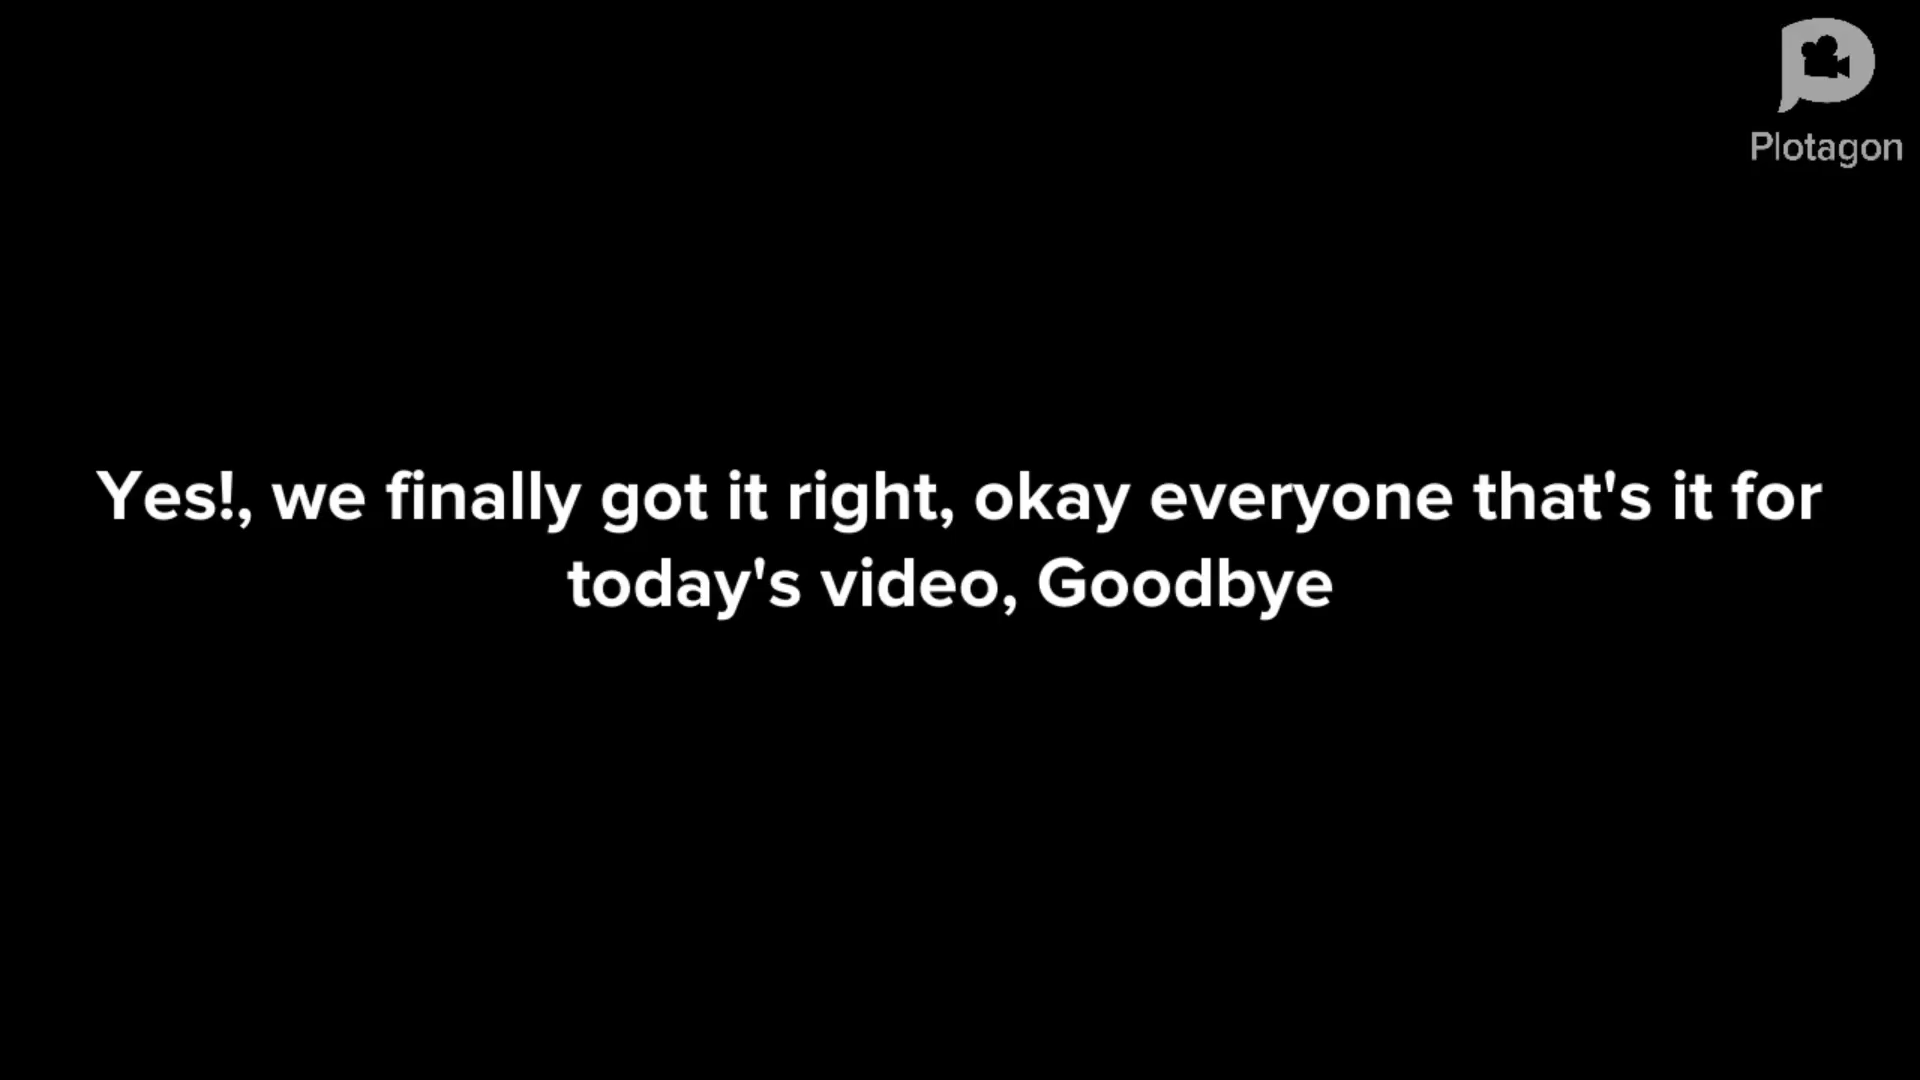 Plotagon
Yes!, we finally got it right, okay everyone that's it for
today's video, Goodbye